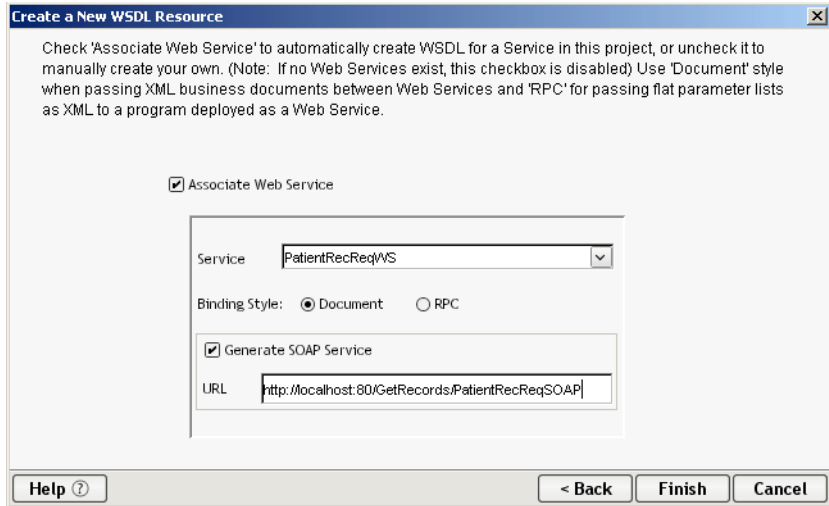 Create a New WSDL Resource
Check 'Associate Web Service' to automatically create WSDL for a Service in this project, or uncheck it to
manually create your own. (Note: If no Web Services exist, this checkbox is disabled) Use 'Document' style
when passing XML business documents between Web Services and 'RPC' for passing flat parameter lists
as XML to a program deployed as a Web Service.
Associate Web Service
Service PatientRecReqWS
Binding Style: Document RPC
Generate SOAP Service
URL http://localhost:80/GetRecords/PatientRecReqSOAP
Help ? < Back Finish Cancel